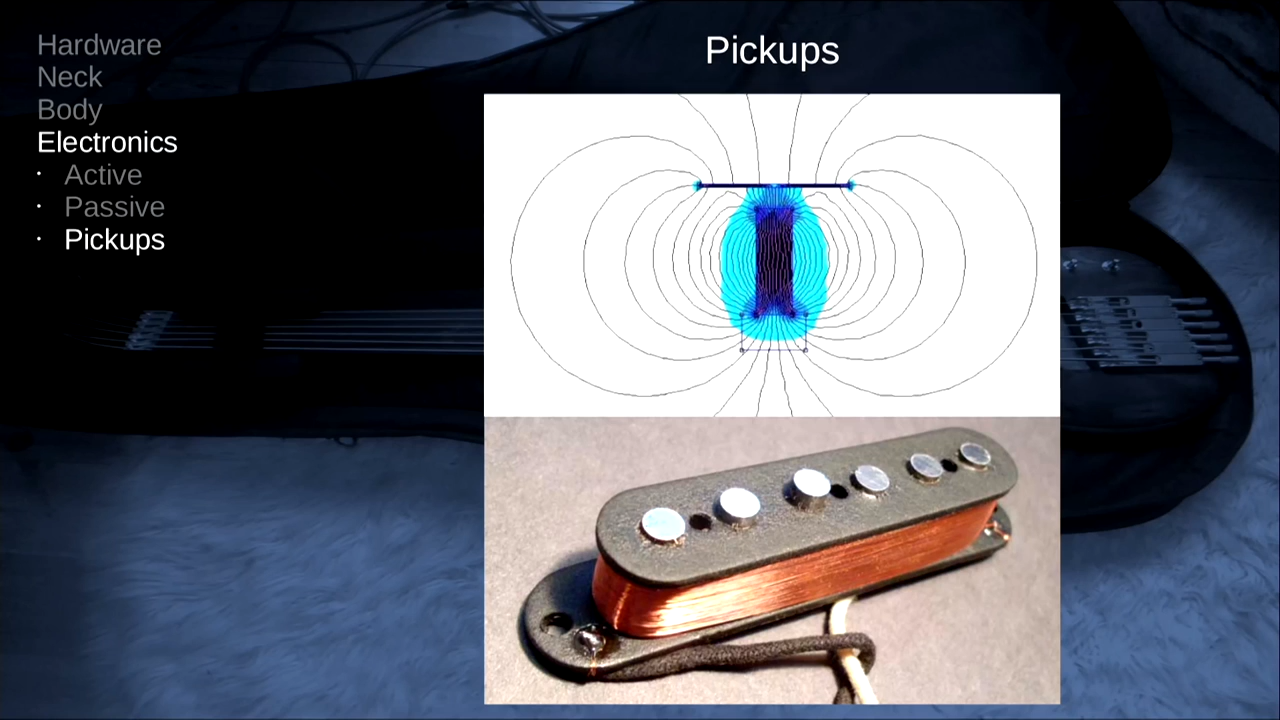 Pickups
Hardware
Neck
Body
Electronics
· Active
· Passive
· Pickups